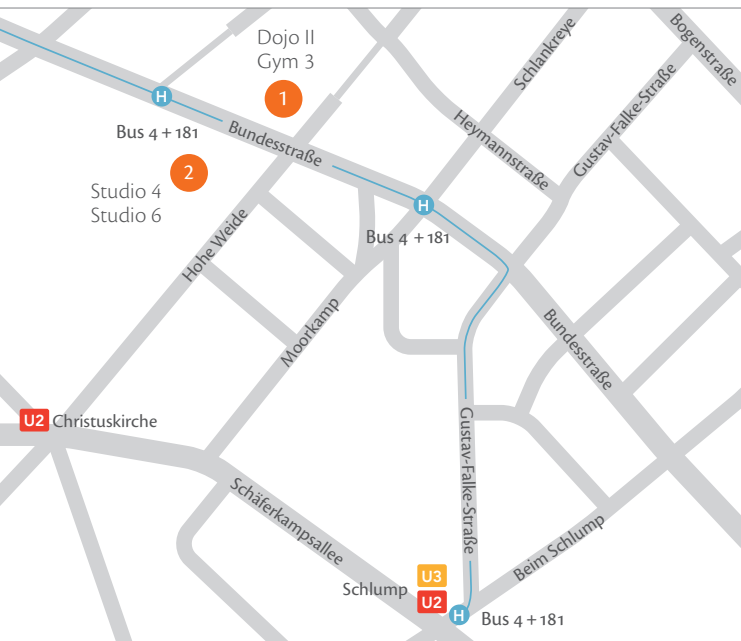 Dojo II
Gym 3
1
Bogenstraße
Schlankreye
Gustav-Falke-Straße
H
Bus 4 + 181
Bundesstraße
Heymannstraße
2
Studio 4
Studio 6
H
Bus 4 + 181
Hohe Weide
Moorkamp
Bundesstraße
U2 Christuskirche
Gustav-Falke-Straße
Schäferkampsallee
Beim Schlump
Schlump
U3
U2
H
Bus 4 + 181